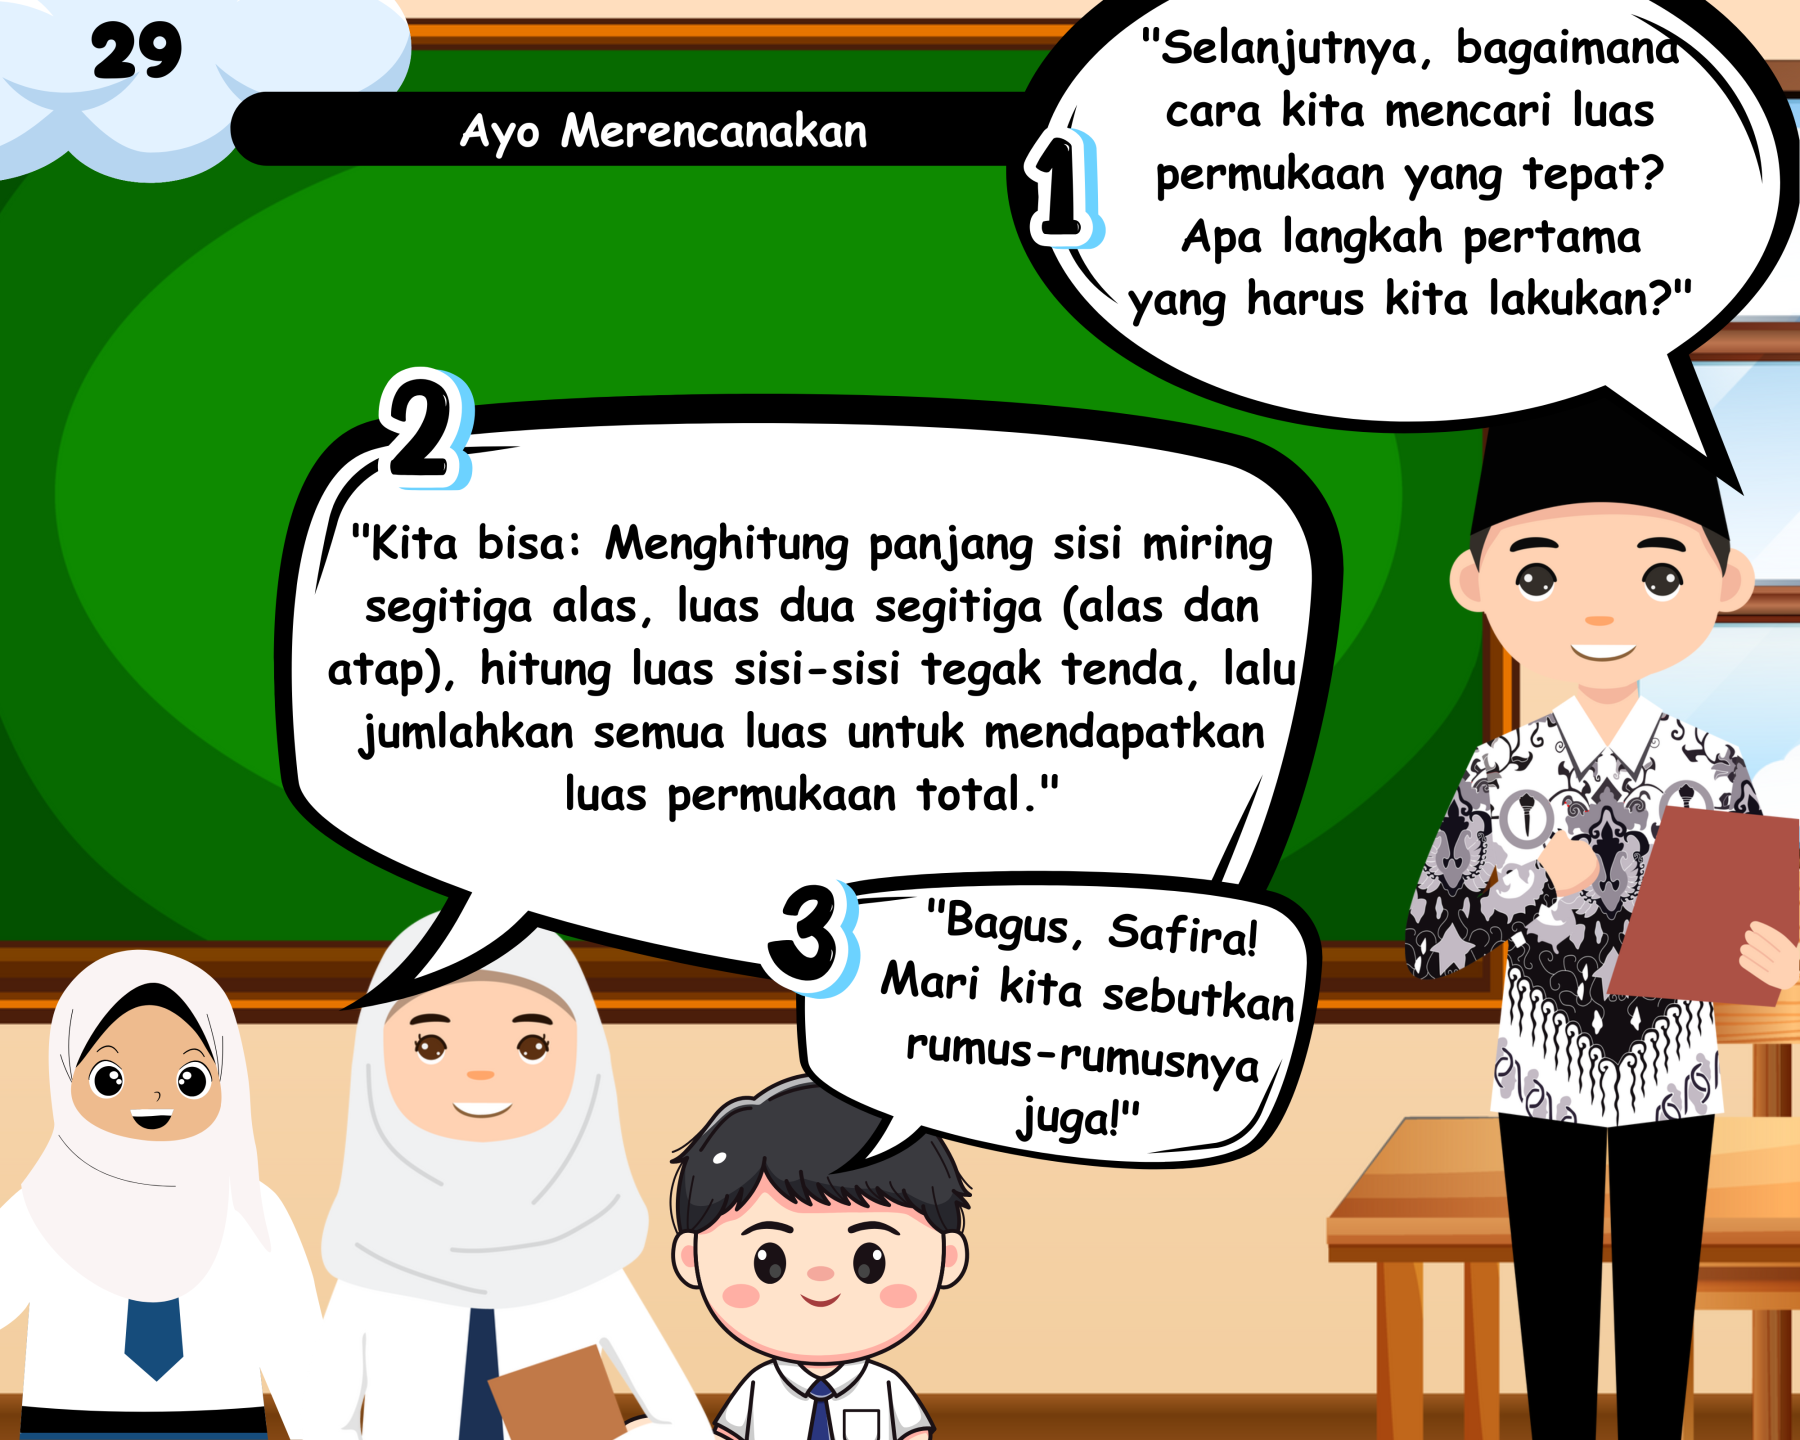 29
Ayo Merencanakan
1
"Selanjutnya, bagaimana
cara kita mencari luas
permukaan yang tepat?
Apa langkah pertama
yang harus kita lakukan?"
2
"Kita bisa: Menghitung panjang sisi miring
segitiga alas, luas dua segitiga (alas dan
atap), hitung luas sisi-sisi tegak tenda, lalu
jumlahkan semua luas untuk mendapatkan
luas permukaan total."
3
"Bagus, Safira!
Mari kita sebutkan
rumus-rumusnya
juga!"